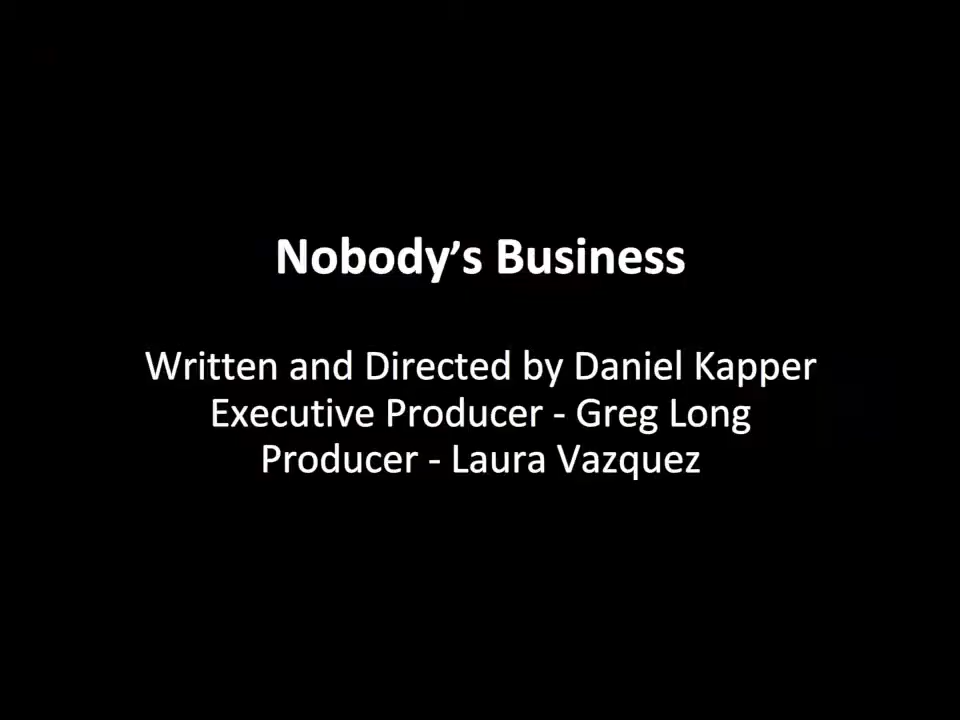 Nobody’s Business
Written and Directed by Daniel Kapper
Executive Producer - Greg Long
Producer - Laura Vazquez